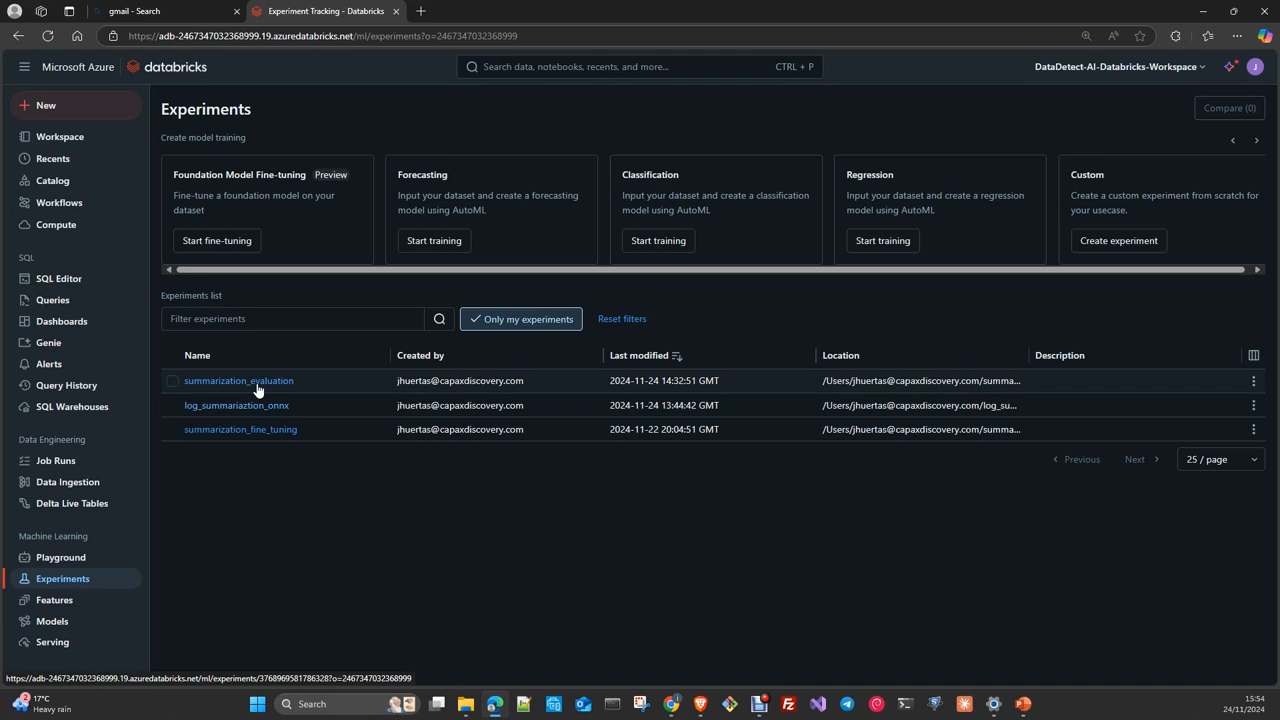 gmail - Search
Experiment Tracking - Databricks
https://adb-2467347032368999.19.azuredatabricks.net/ml/experiments?o=2467347032368999
Microsoft Azure
databricks
Search data, notebooks, recents, and more...
CTRL + P
DataDetect-AI-Databricks-Workspace
J
New
Workspace
Recents
Catalog
Workflows
Compute
SQL
SQL Editor
Queries
Dashboards
Genie
Alerts
Query History
SQL Warehouses
Data Engineering
Job Runs
Data Ingestion
Delta Live Tables
Machine Learning
Playground
Experiments
Features
Models
Serving
Experiments
Compare (0)
Create model training
Foundation Model Fine-tuning Preview
Fine-tune a foundation model on your
dataset
Start fine-tuning
Forecasting
Input your dataset and create a forecasting
model using AutoML
Start training
Classification
Input your dataset and create a classification
model using AutoML
Start training
Regression
Input your dataset and create a regression
model using AutoML
Start training
Custom
Create a custom experiment from scratch for
your usecase.
Create experiment
Experiments list
Filter experiments
Only my experiments
Reset filters
Name Created by Last modified Location Description
summarization_evaluation jhuertas@capaxdiscovery.com 2024-11-24 14:32:51 GMT /Users/jhuertas@capaxdiscovery.com/summa...
log_summariaztion_onnx jhuertas@capaxdiscovery.com 2024-11-24 13:44:42 GMT /Users/jhuertas@capaxdiscovery.com/log_su...
summarization_fine_tuning jhuertas@capaxdiscovery.com 2024-11-22 20:04:51 GMT /Users/jhuertas@capaxdiscovery.com/summa...
Previous
Next
25 / page
https://adb-2467347032368999.19.azuredatabricks.net/ml/experiments/376896958178632​8?o=2467347032368999
2
17°C
Heavy rain
Search
15:54
24/11/2024